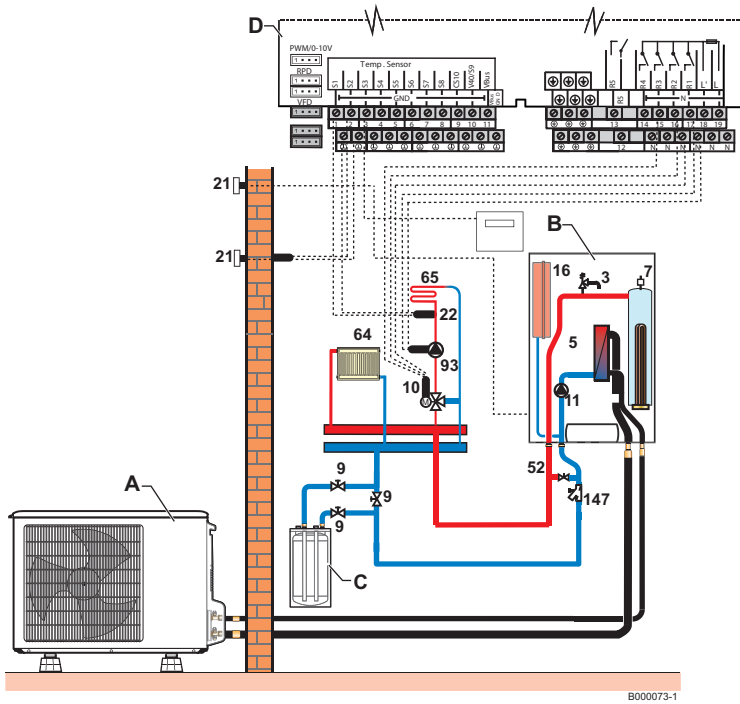 D
PWM/0-10V
RPD
VFD
Temp. Sensor
S1 S2 S3 S4 S5 S6 S7 S8 CS10 V40/S9 VBus
GND
1 2 3 4 5 6 7 8 9 10 11
R5 R4 R3 R2 R1 L' L
R5 N
13 14 15 16 17 18 19
12 N N N N N N
21
B
21
16 3 7
65
22
64 5
93
10 M
11
52
9
147
9
A
9
C
B000073-1